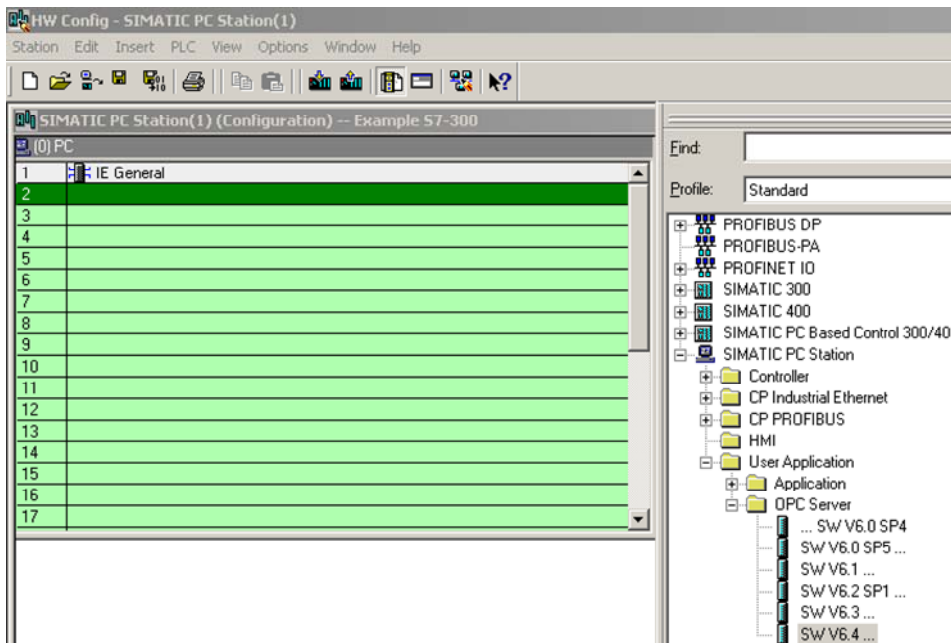 HW Config - SIMATIC PC Station(1)
Station Edit Insert PLC View Options Window Help
SIMATIC PC Station(1) (Configuration) -- Example S7-300
(0) PC
1 IE General
2
3
4
5
6
7
8
9
10
11
12
13
14
15
16
17
Find:
Profile: Standard
PROFIBUS DP
PROFIBUS-PA
PROFINET IO
SIMATIC 300
SIMATIC 400
SIMATIC PC Based Control 300/40
SIMATIC PC Station
Controller
CP Industrial Ethernet
CP PROFIBUS
HMI
User Application
Application
OPC Server
... SW V6.0 SP4
SW V6.0 SP5 ...
SW V6.1 ...
SW V6.2 SP1 ...
SW V6.3 ...
SW V6.4 ...